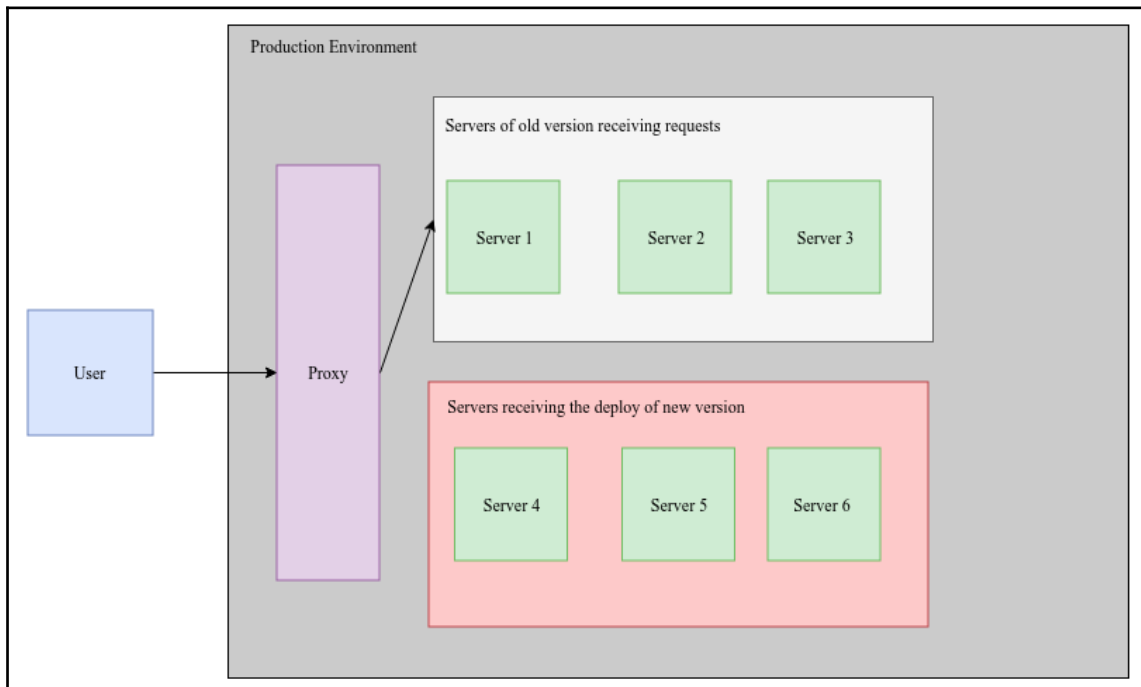 Production Environment
Servers of old version receiving requests
Server 1
Server 2
Server 3
User
Proxy
Servers receiving the deploy of new version
Server 4
Server 5
Server 6